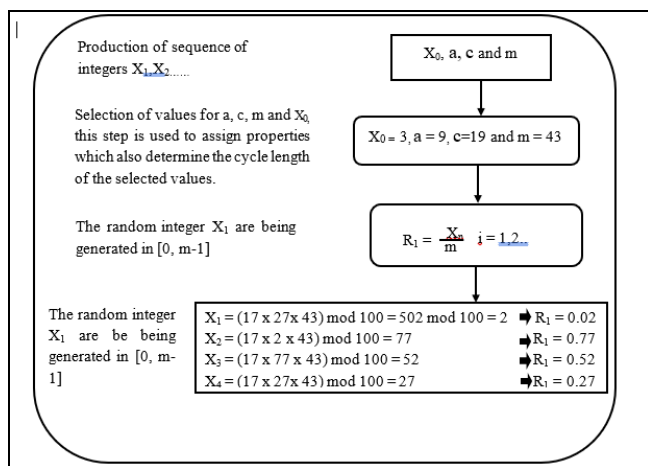 Production of sequence of
integers X₁,X₂......
X₀, a, c and m
Selection of values for a, c, m and X₀,
this step is used to assign properties
which also determine the cycle length
of the selected values.
X₀ = 3, a = 9, c=19 and m = 43
The random integer X₁ are being
generated in [0, m-1]
R₁ = Xₙ/m i = 1,2..
The random integer
X₁ are be being
generated in [0, m-
1]
X₁ = (17 x 27x 43) mod 100 = 502 mod 100 = 2 ➡ R₁ = 0.02
X₂ = (17 x 2 x 43) mod 100 = 77 ➡ R₁ = 0.77
X₃ = (17 x 77 x 43) mod 100 = 52 ➡ R₁ = 0.52
X₄ = (17 x 27x 43) mod 100 = 27 ➡ R₁ = 0.27